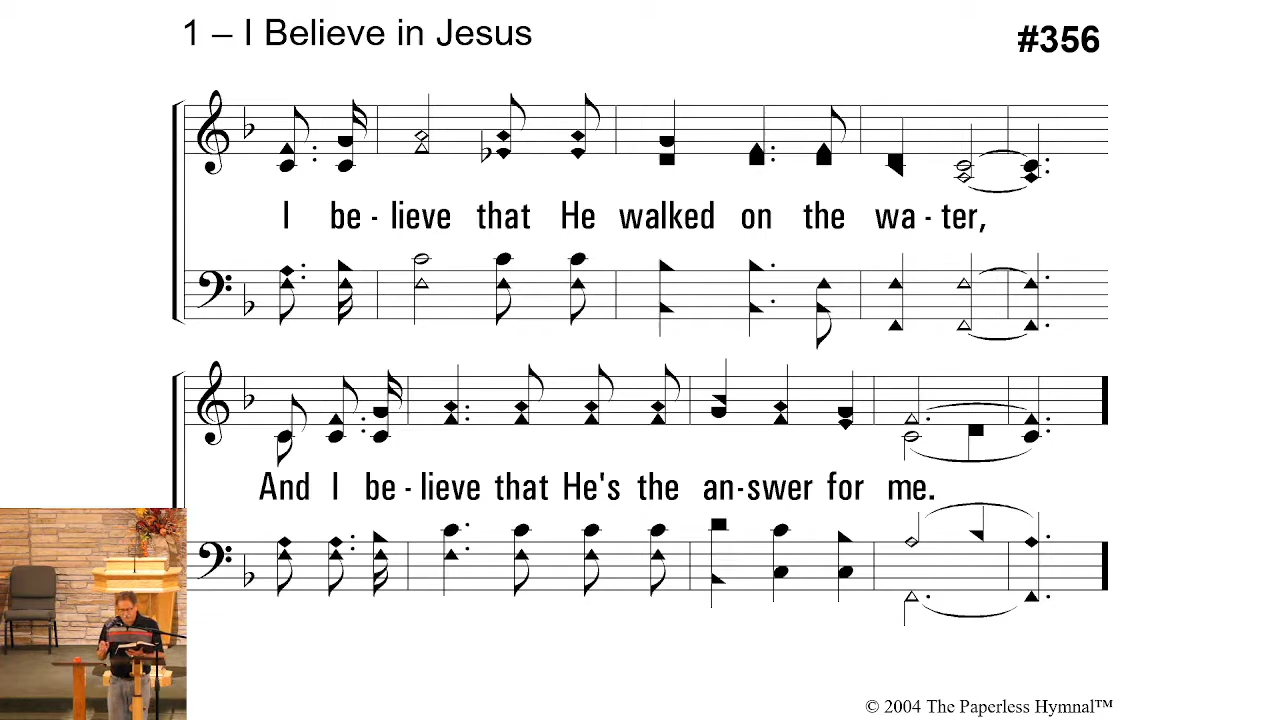 1 – I Believe in Jesus
#356
I be - lieve that He walked on the wa - ter,
And I be - lieve that He's the an - swer for me.
© 2004 The Paperless Hymnal™